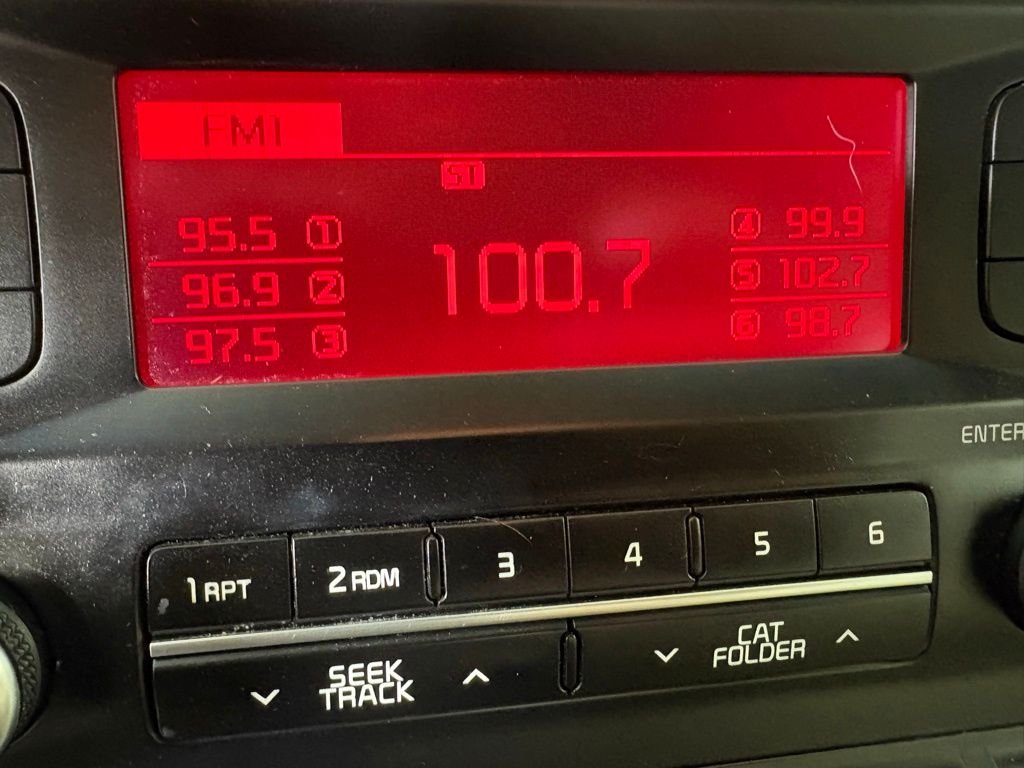 FM1
ST
95.5 1
96.9 2
97.5 3
100.7
4 99.9
5 102.7
6 98.7
ENTER
1 RPT
2 RDM
3
4
5
6
SEEK
TRACK
CAT
FOLDER